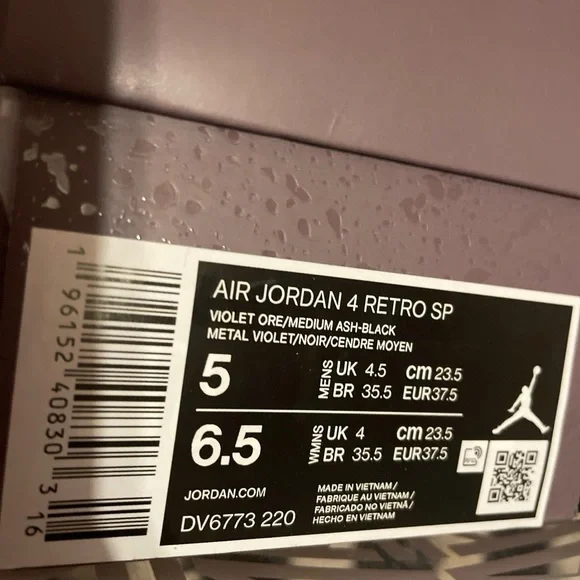 AIR JORDAN 4 RETRO SP
VIOLET ORE/MEDIUM ASH-BLACK
METAL VIOLET/NOIR/CENDRE MOYEN
5 MENS UK 4.5 cm 23.5
BR 35.5 EUR37.5
6.5 WMNS UK 4 cm 23.5
BR 35.5 EUR37.5
JORDAN.COM
DV6773 220
MADE IN VIETNAM /
FABRIQUE AU VIETNAM /
FABRICADO NO VIETNÃ /
HECHO EN VIETNAM
1 96152 40830 3 16